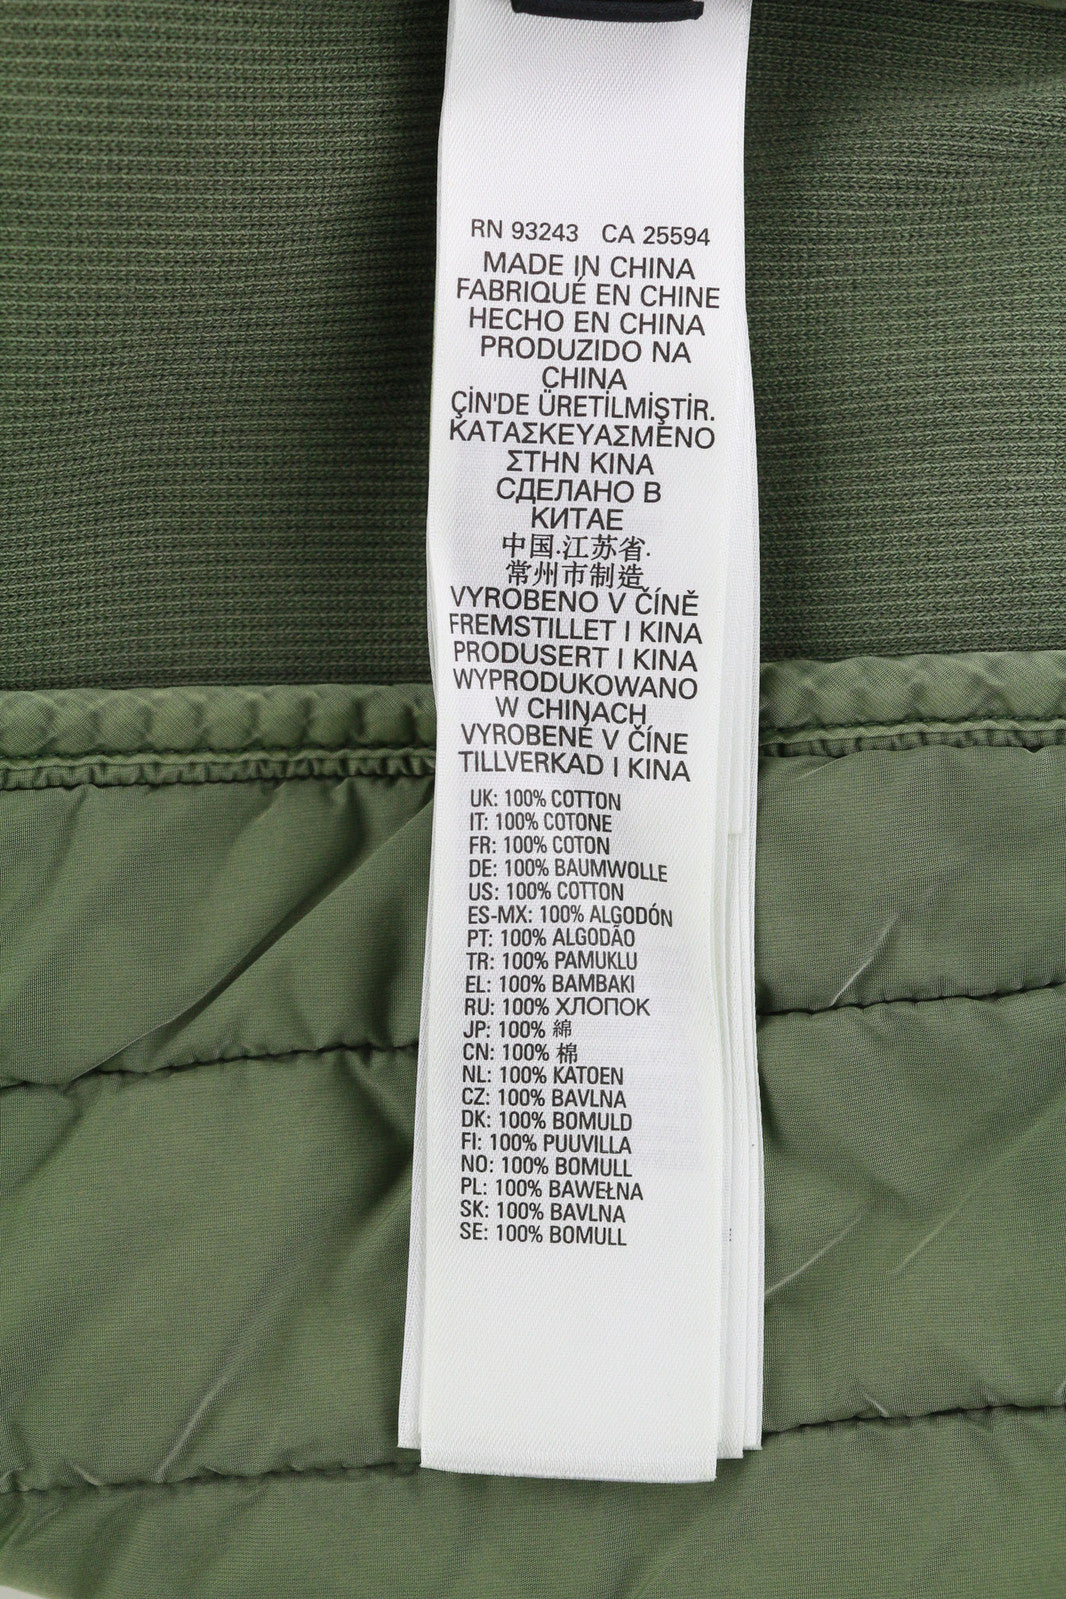 RN 93243 CA 25594
MADE IN CHINA
FABRIQUÉ EN CHINE
HECHO EN CHINA
PRODUZIDO NA
CHINA
ÇİN'DE ÜRETİLMİŞTİR.
ΚΑΤΑΣΚΕΥΑΣΜΕΝΟ
ΣΤΗΝ ΚΙΝΑ
СДЕЛАНО В
КИТАЕ
中国.江苏省.
常州市制造
VYROBENO V ČÍNĚ
FREMSTILLET I KINA
PRODUSERT I KINA
WYPRODUKOWANO
W CHINACH
VYROBENÉ V ČÍNE
TILLVERKAD I KINA
UK: 100% COTTON
IT: 100% COTONE
FR: 100% COTON
DE: 100% BAUMWOLLE
US: 100% COTTON
ES-MX: 100% ALGODÓN
PT: 100% ALGODÃO
TR: 100% PAMUKLU
EL: 100% ΒΑΜΒΑΚΙ
RU: 100% ХЛОПОК
JP: 100% 綿
CN: 100% 棉
NL: 100% KATOEN
CZ: 100% BAVLNA
DK: 100% BOMULD
FI: 100% PUUVILLA
NO: 100% BOMULL
PL: 100% BAWEŁNA
SK: 100% BAVLNA
SE: 100% BOMULL